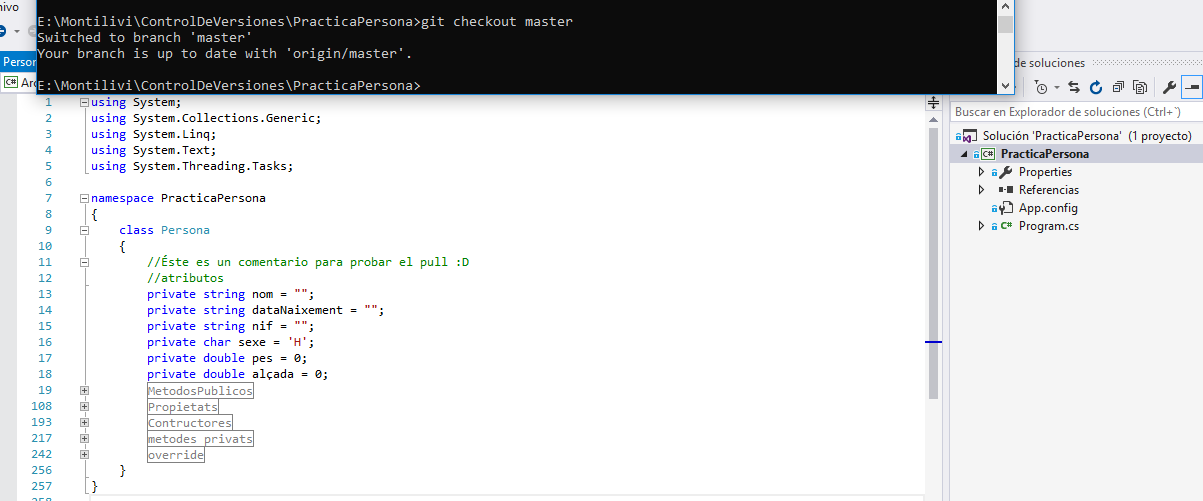 hivo
E:\Montilivi\ControlDeVersiones\PracticaPersona>git checkout master
Switched to branch 'master'
Your branch is up to date with 'origin/master'.
E:\Montilivi\ControlDeVersiones\PracticaPersona>
Person
C# Arc
de soluciones
Buscar en Explorador de soluciones (Ctrl+`)
Solución 'PracticaPersona' (1 proyecto)
C# PracticaPersona
Properties
Referencias
App.config
C# Program.cs
1 using System;
2 using System.Collections.Generic;
3 using System.Linq;
4 using System.Text;
5 using System.Threading.Tasks;
6
7 namespace PracticaPersona
8 {
9 class Persona
10 {
11 //Éste es un comentario para probar el pull :D
12 //atributos
13 private string nom = "";
14 private string dataNaixement = "";
15 private string nif = "";
16 private char sexe = 'H';
17 private double pes = 0;
18 private double alçada = 0;
19 MetodosPublicos
108 Propietats
193 Contructores
217 metodes privats
242 override
256 }
257 }
258